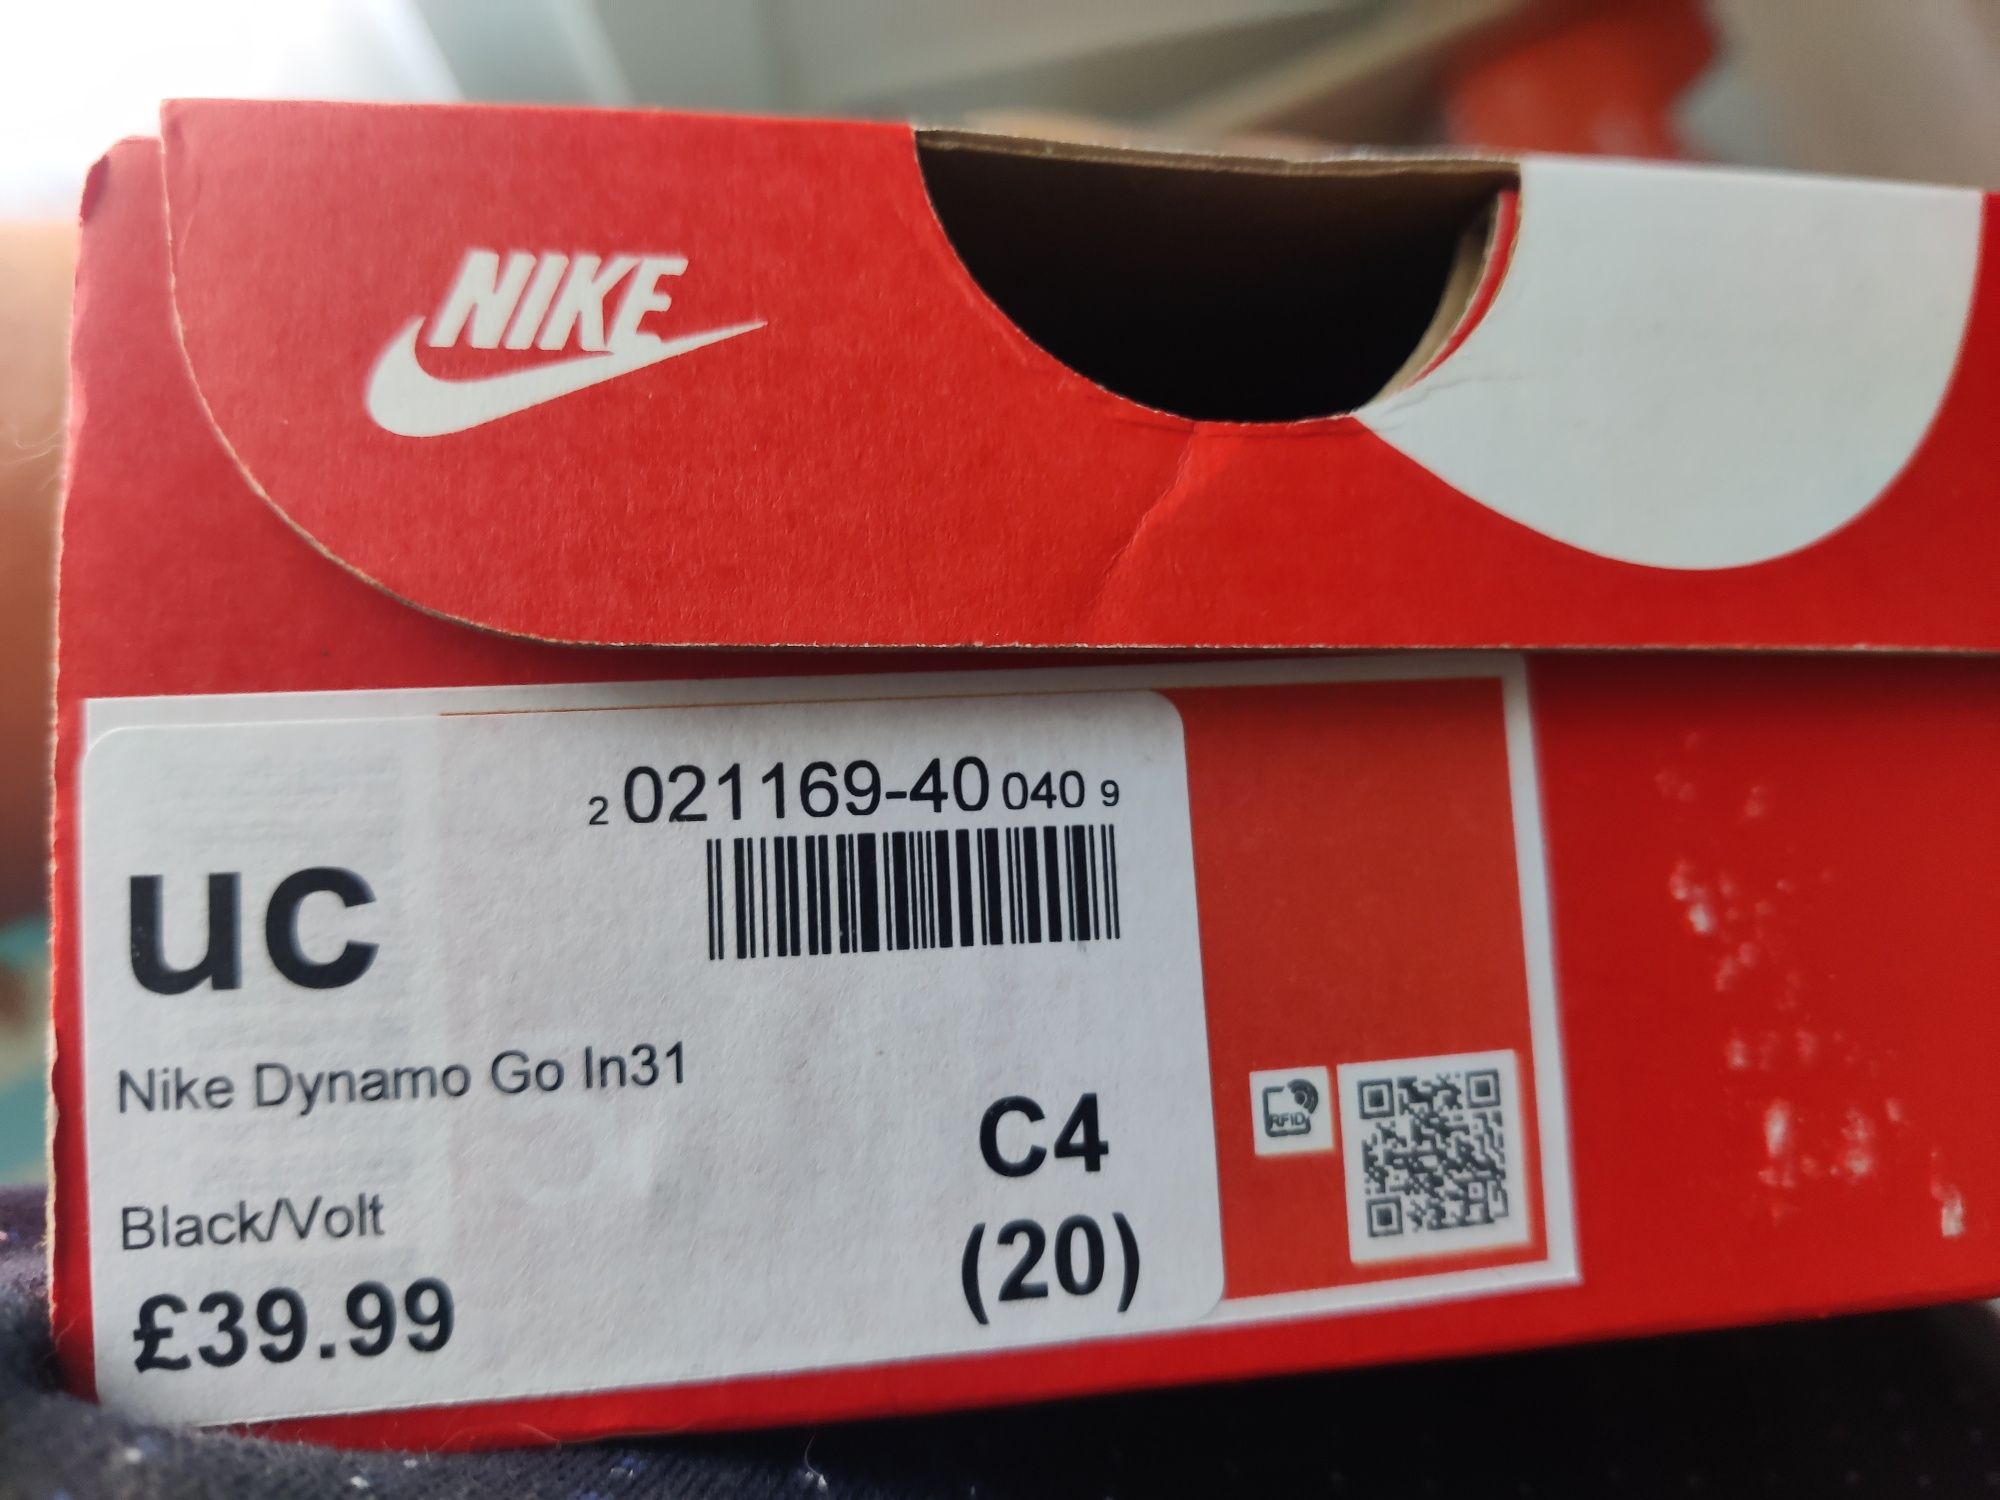 NIKE
2 021169-40 040 9
uc
Nike Dynamo Go In31
C4
Black/Volt
(20)
£39.99
RFID